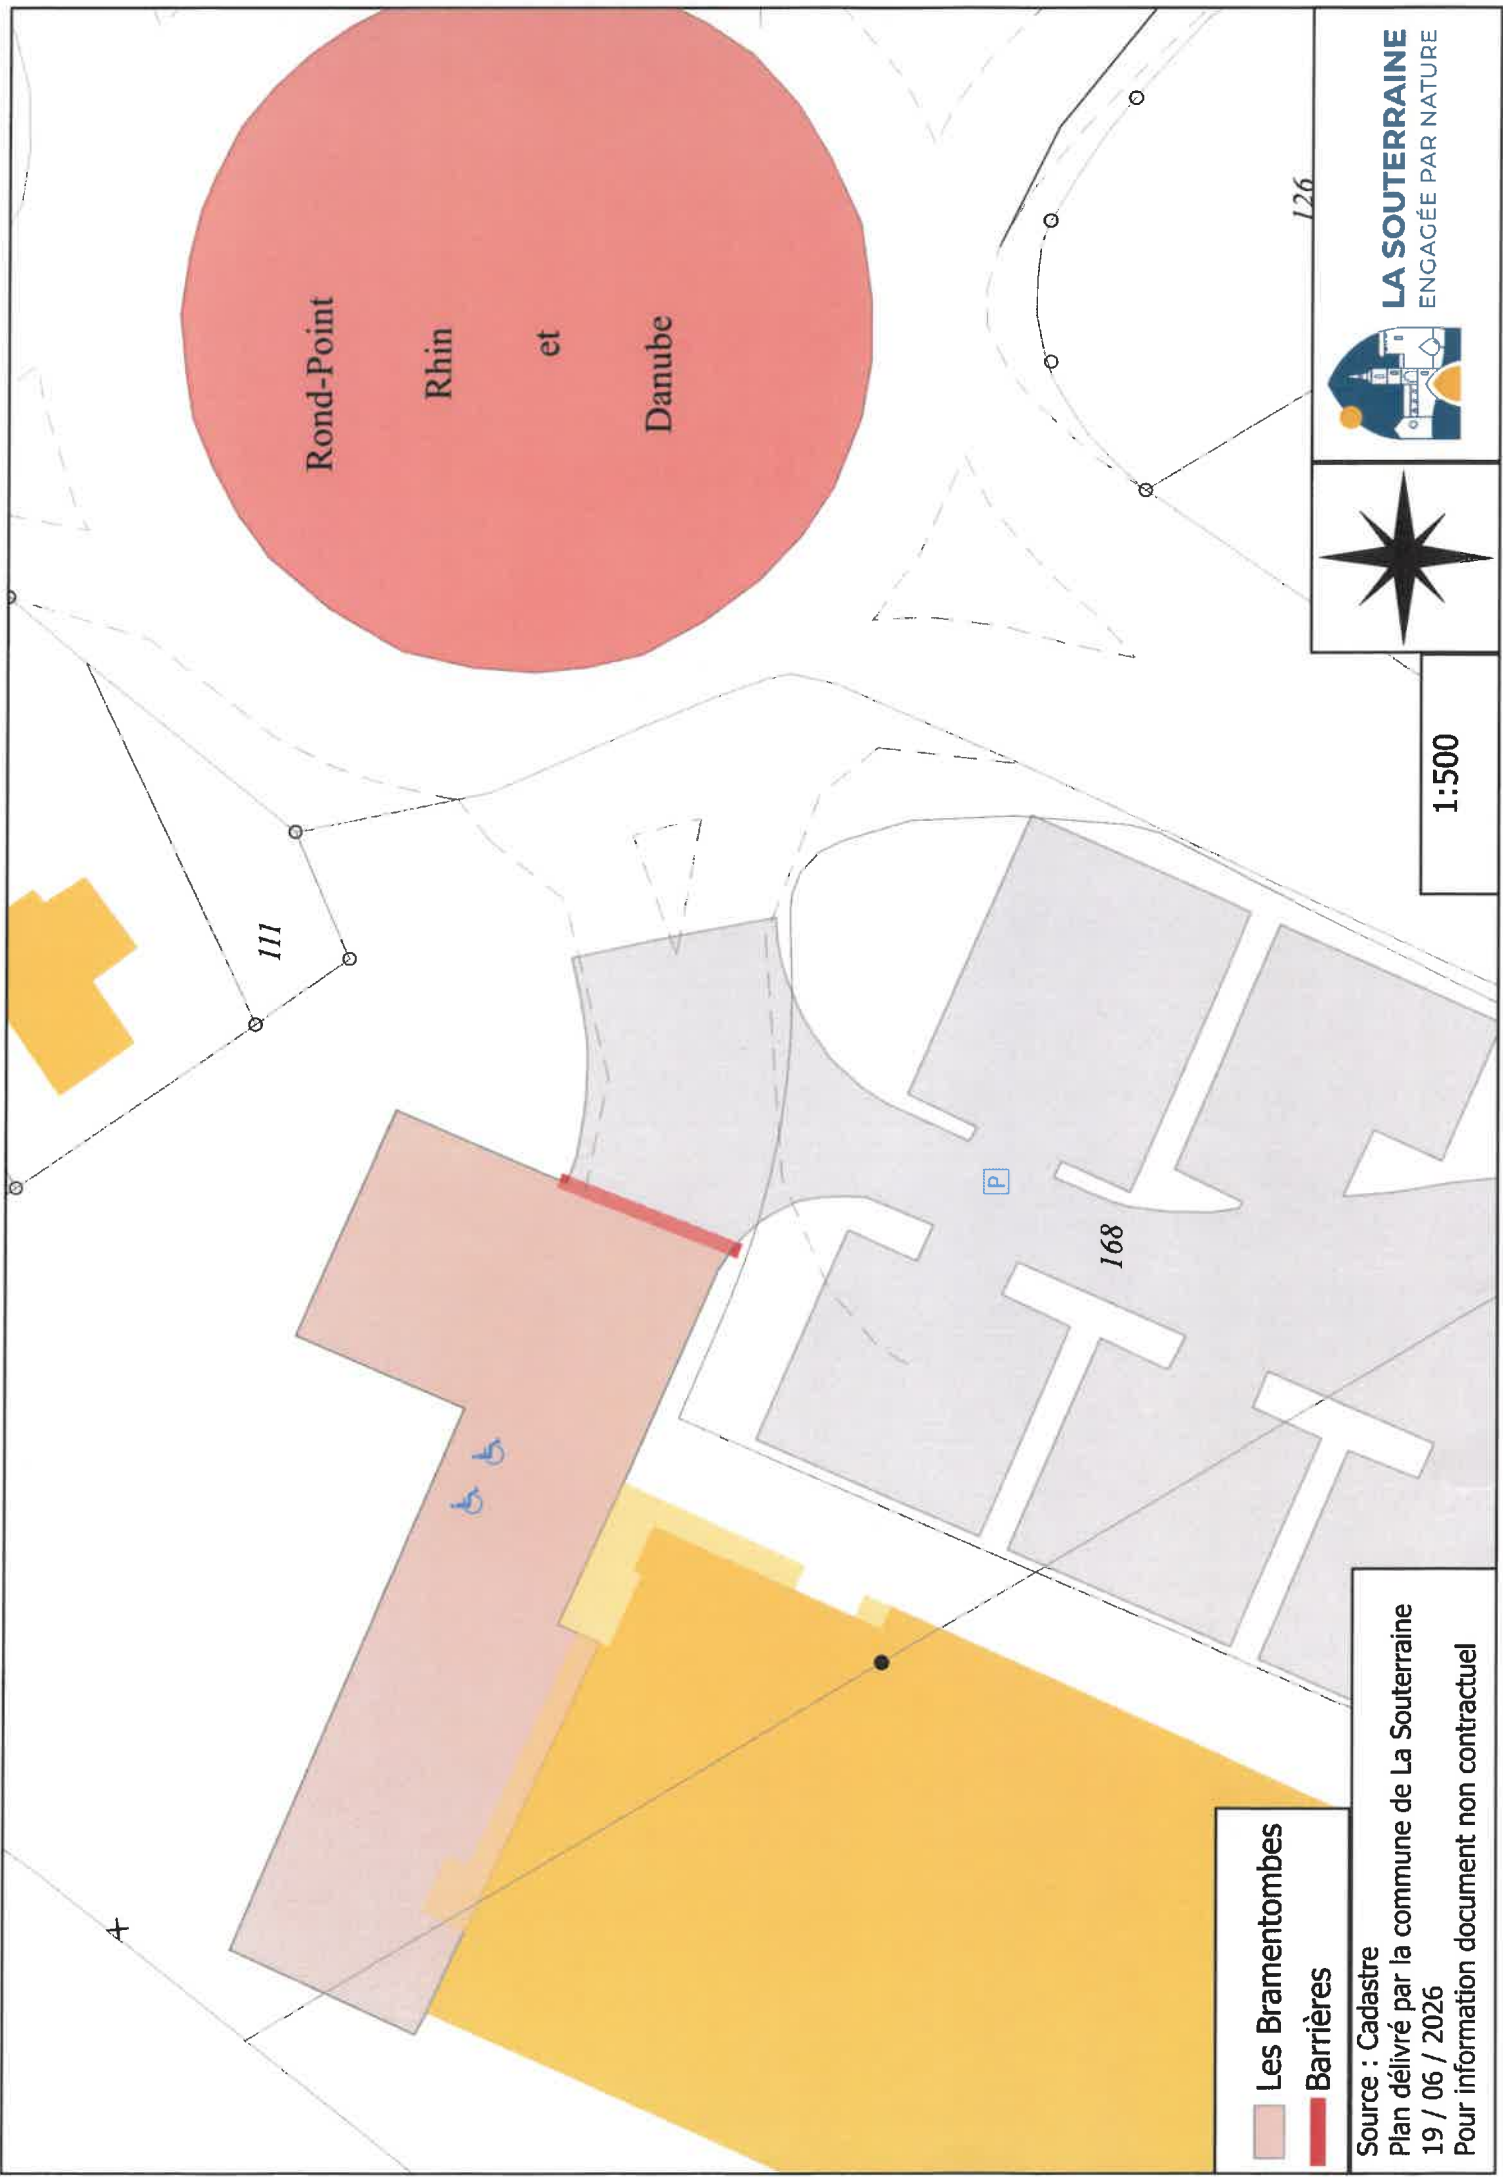 Rond-Point
Rhin
et
Danube
111
126
168
P
1:500
LA SOUTERRAINE
ENGAGÉE PAR NATURE
Les Bramentombes
Barrières
Source : Cadastre
Plan délivré par la commune de La Souterraine
19 / 06 / 2026
Pour information document non contractuel